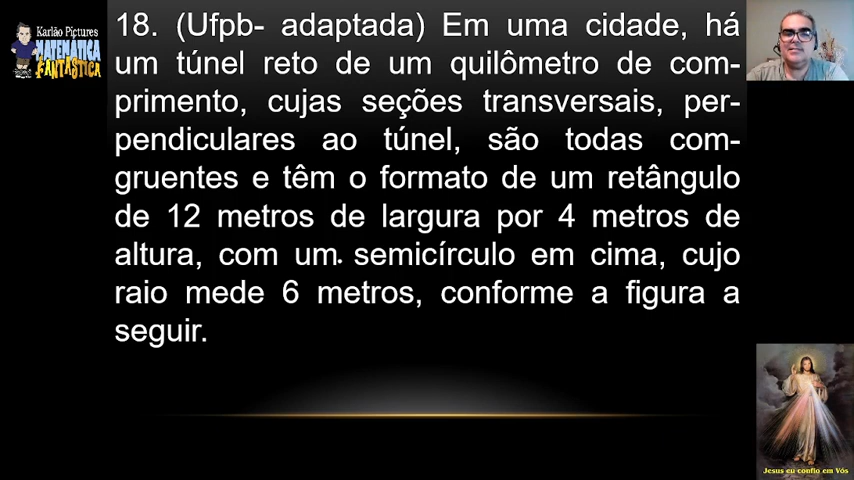 Karlão Pictures
MATEMÁTICA
FANTÁSTICA
18. (Ufpb- adaptada) Em uma cidade, há
um túnel reto de um quilômetro de com-
primento, cujas seções transversais, per-
pendiculares ao túnel, são todas com-
gruentes e têm o formato de um retângulo
de 12 metros de largura por 4 metros de
altura, com um semicírculo em cima, cujo
raio mede 6 metros, conforme a figura a
seguir.
Jesus eu confio em Vós